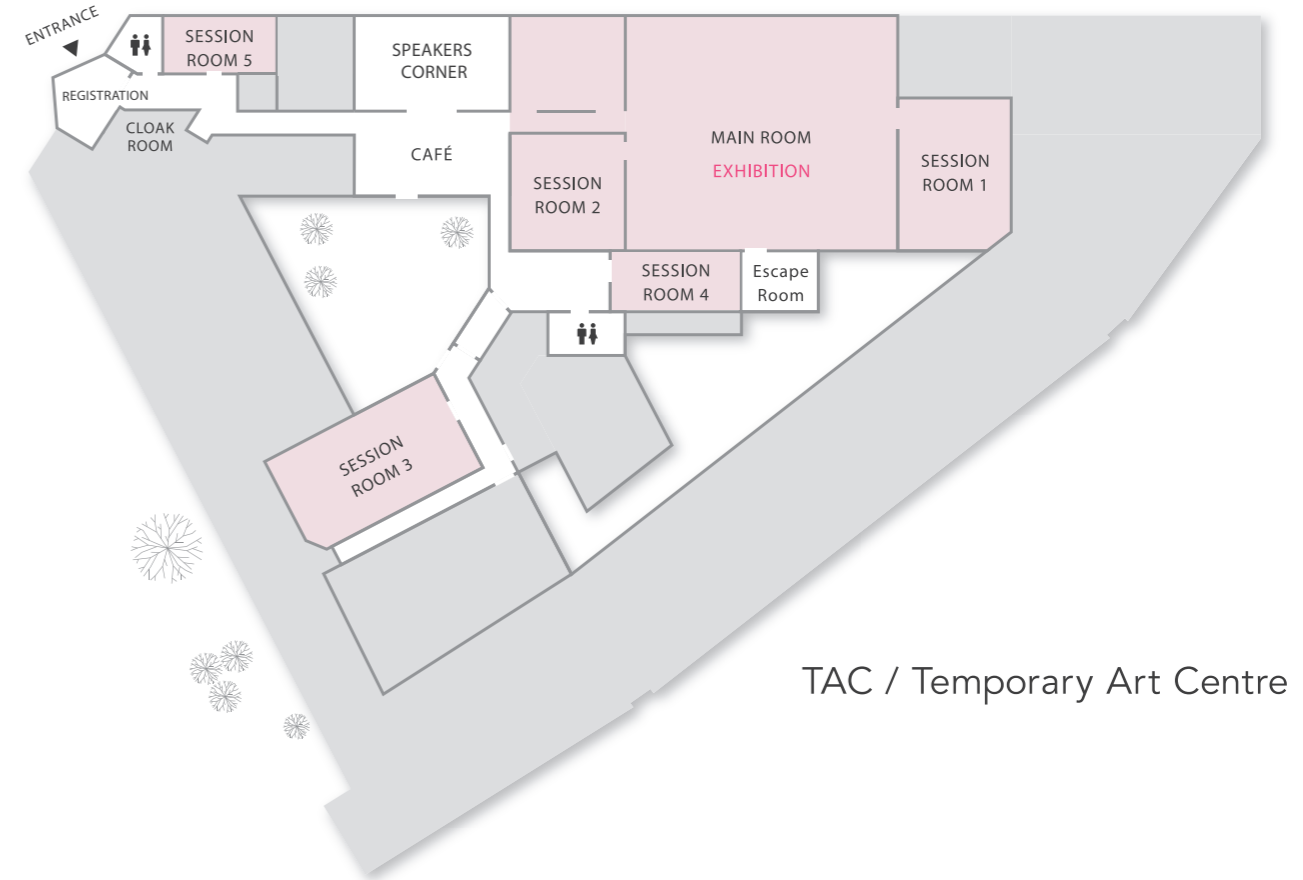 ENTRANCE
SESSION
ROOM 5
SPEAKERS
CORNER
REGISTRATION
CLOAK
ROOM
CAFÉ
MAIN ROOM
EXHIBITION
SESSION
ROOM 1
SESSION
ROOM 2
SESSION
ROOM 4
Escape
Room
SESSION
ROOM 3
TAC / Temporary Art Centre